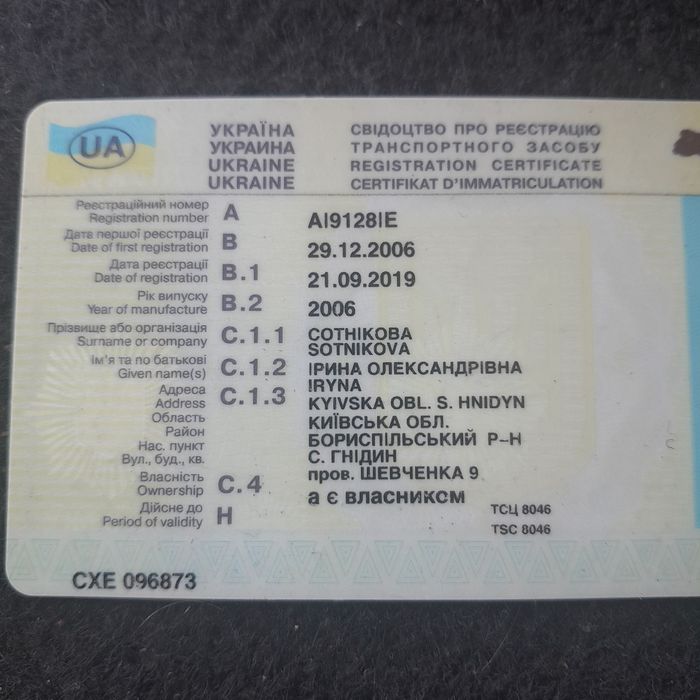 UA
УКРАЇНА СВІДОЦТВО ПРО РЕЄСТРАЦІЮ
УКРАИНА ТРАНСПОРТНОГО ЗАСОБУ
UKRAINE REGISTRATION CERTIFICATE
UKRAINE CERTIFIKAT D'IMMATRICULATION
Реєстраційний номер
Registration number A AI9128IE
Дата першої реєстрації
Date of first registration B 29.12.2006
Дата реєстрації
Date of registration B.1 21.09.2019
Рік випуску
Year of manufacture B.2 2006
Прізвище або організація C.1.1 СОТНІКОВА
Surname or company SOTNIKOVA
Ім'я та по батькові C.1.2 ІРИНА ОЛЕКСАНДРІВНА
Given name(s) IRYNA
Адреса C.1.3
Address KYIVSKA OBL. S. HNIDYN
Область КИЇВСЬКА ОБЛ.
Район БОРИСПІЛЬСЬКИЙ Р-Н
Нас. пункт С. ГНІДИН
Вул., буд., кв. пров. ШЕВЧЕНКА 9
Власність
Ownership C.4 а є власником
Дійсне до ТСЦ 8046
Period of validity H TSC 8046
СХЕ 096873